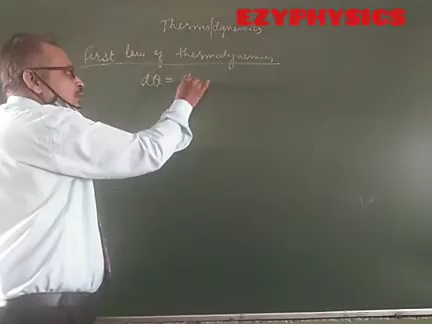 EZYPHYSICS
Thermodynamics
First law of thermodynamics
dQ = d